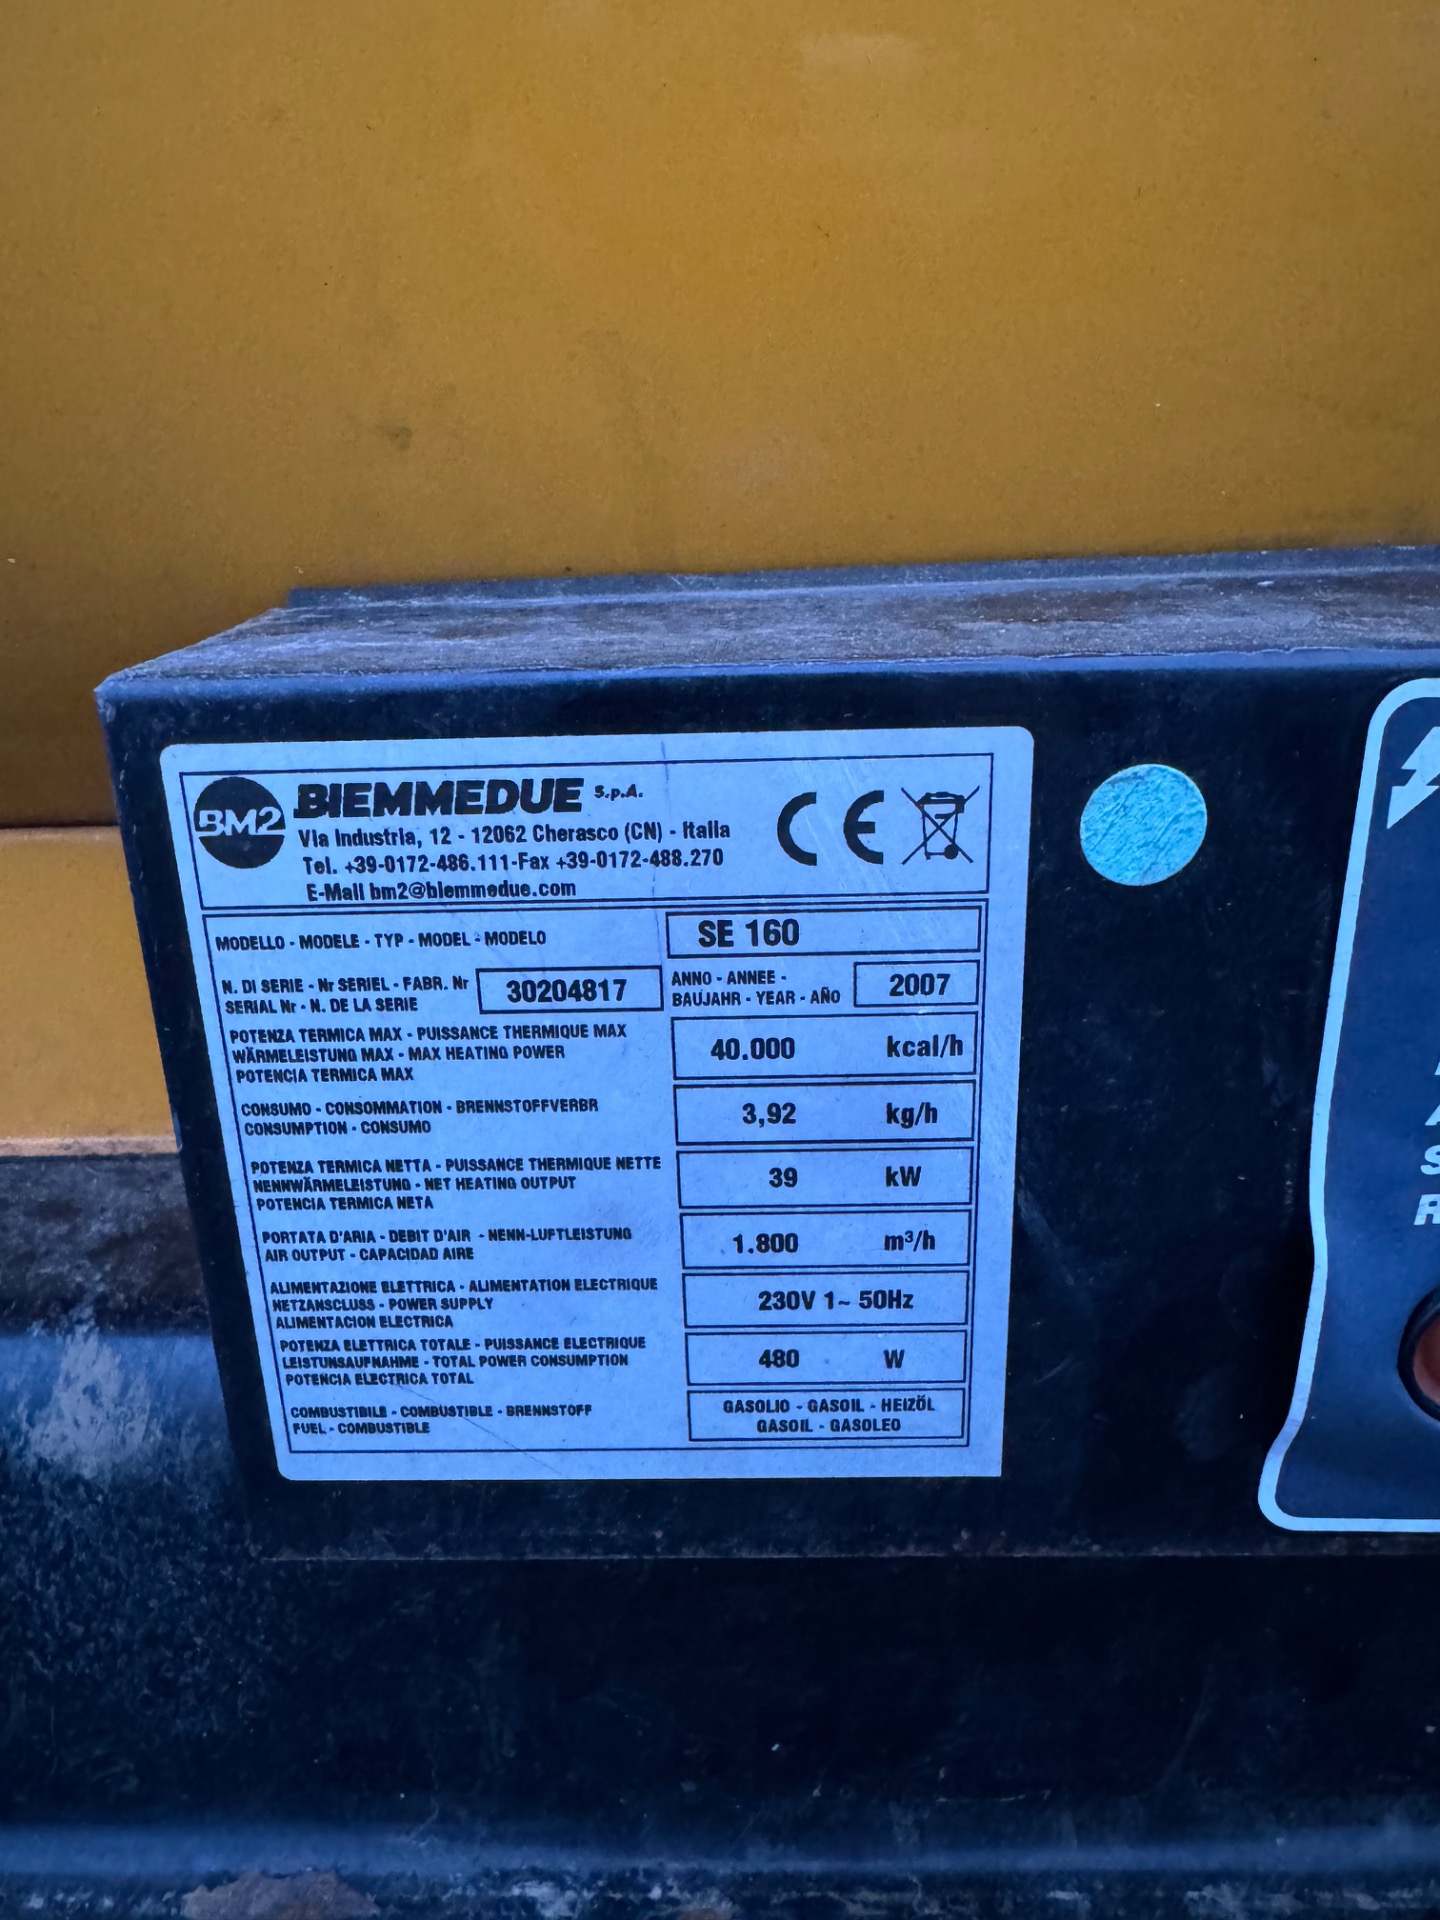 BM2 BIEMMEDUE S.p.A.
Via Industria, 12 - 12062 Cherasco (CN) - Italia
Tel. +39-0172-486.111-Fax +39-0172-488.270
E-Mail bm2@biemmedue.com
CE
MODELLO - MODELE - TYP - MODEL - MODELO SE 160
N. DI SERIE - Nr SERIEL - FABR. Nr
SERIAL Nr - N. DE LA SERIE
30204817
ANNO - ANNEE -
BAUJAHR - YEAR - AÑO
2007
POTENZA TERMICA MAX - PUISSANCE THERMIQUE MAX
WÄRMELEISTUNG MAX - MAX HEATING POWER
POTENCIA TERMICA MAX
40.000 kcal/h
CONSUMO - CONSOMMATION - BRENNSTOFFVERBR
CONSUMPTION - CONSUMO
3,92 kg/h
POTENZA TERMICA NETTA - PUISSANCE THERMIQUE NETTE
NENNWÄRMELEISTUNG - NET HEATING OUTPUT
POTENCIA TERMICA NETA
39 kW
PORTATA D'ARIA - DEBIT D'AIR - NENN-LUFTLEISTUNG
AIR OUTPUT - CAPACIDAD AIRE
1.800 m³/h
ALIMENTAZIONE ELETTRICA - ALIMENTATION ELECTRIQUE
NETZANSCLUSS - POWER SUPPLY
ALIMENTACION ELECTRICA
230V 1~ 50Hz
POTENZA ELETTRICA TOTALE - PUISSANCE ELECTRIQUE
LEISTUNSAUFNAHME - TOTAL POWER CONSUMPTION
POTENCIA ELECTRICA TOTAL
480 W
COMBUSTIBILE - COMBUSTIBLE - BRENNSTOFF
FUEL - COMBUSTIBLE
GASOLIO - GASOIL - HEIZÖL
GASOIL - GASOLEO